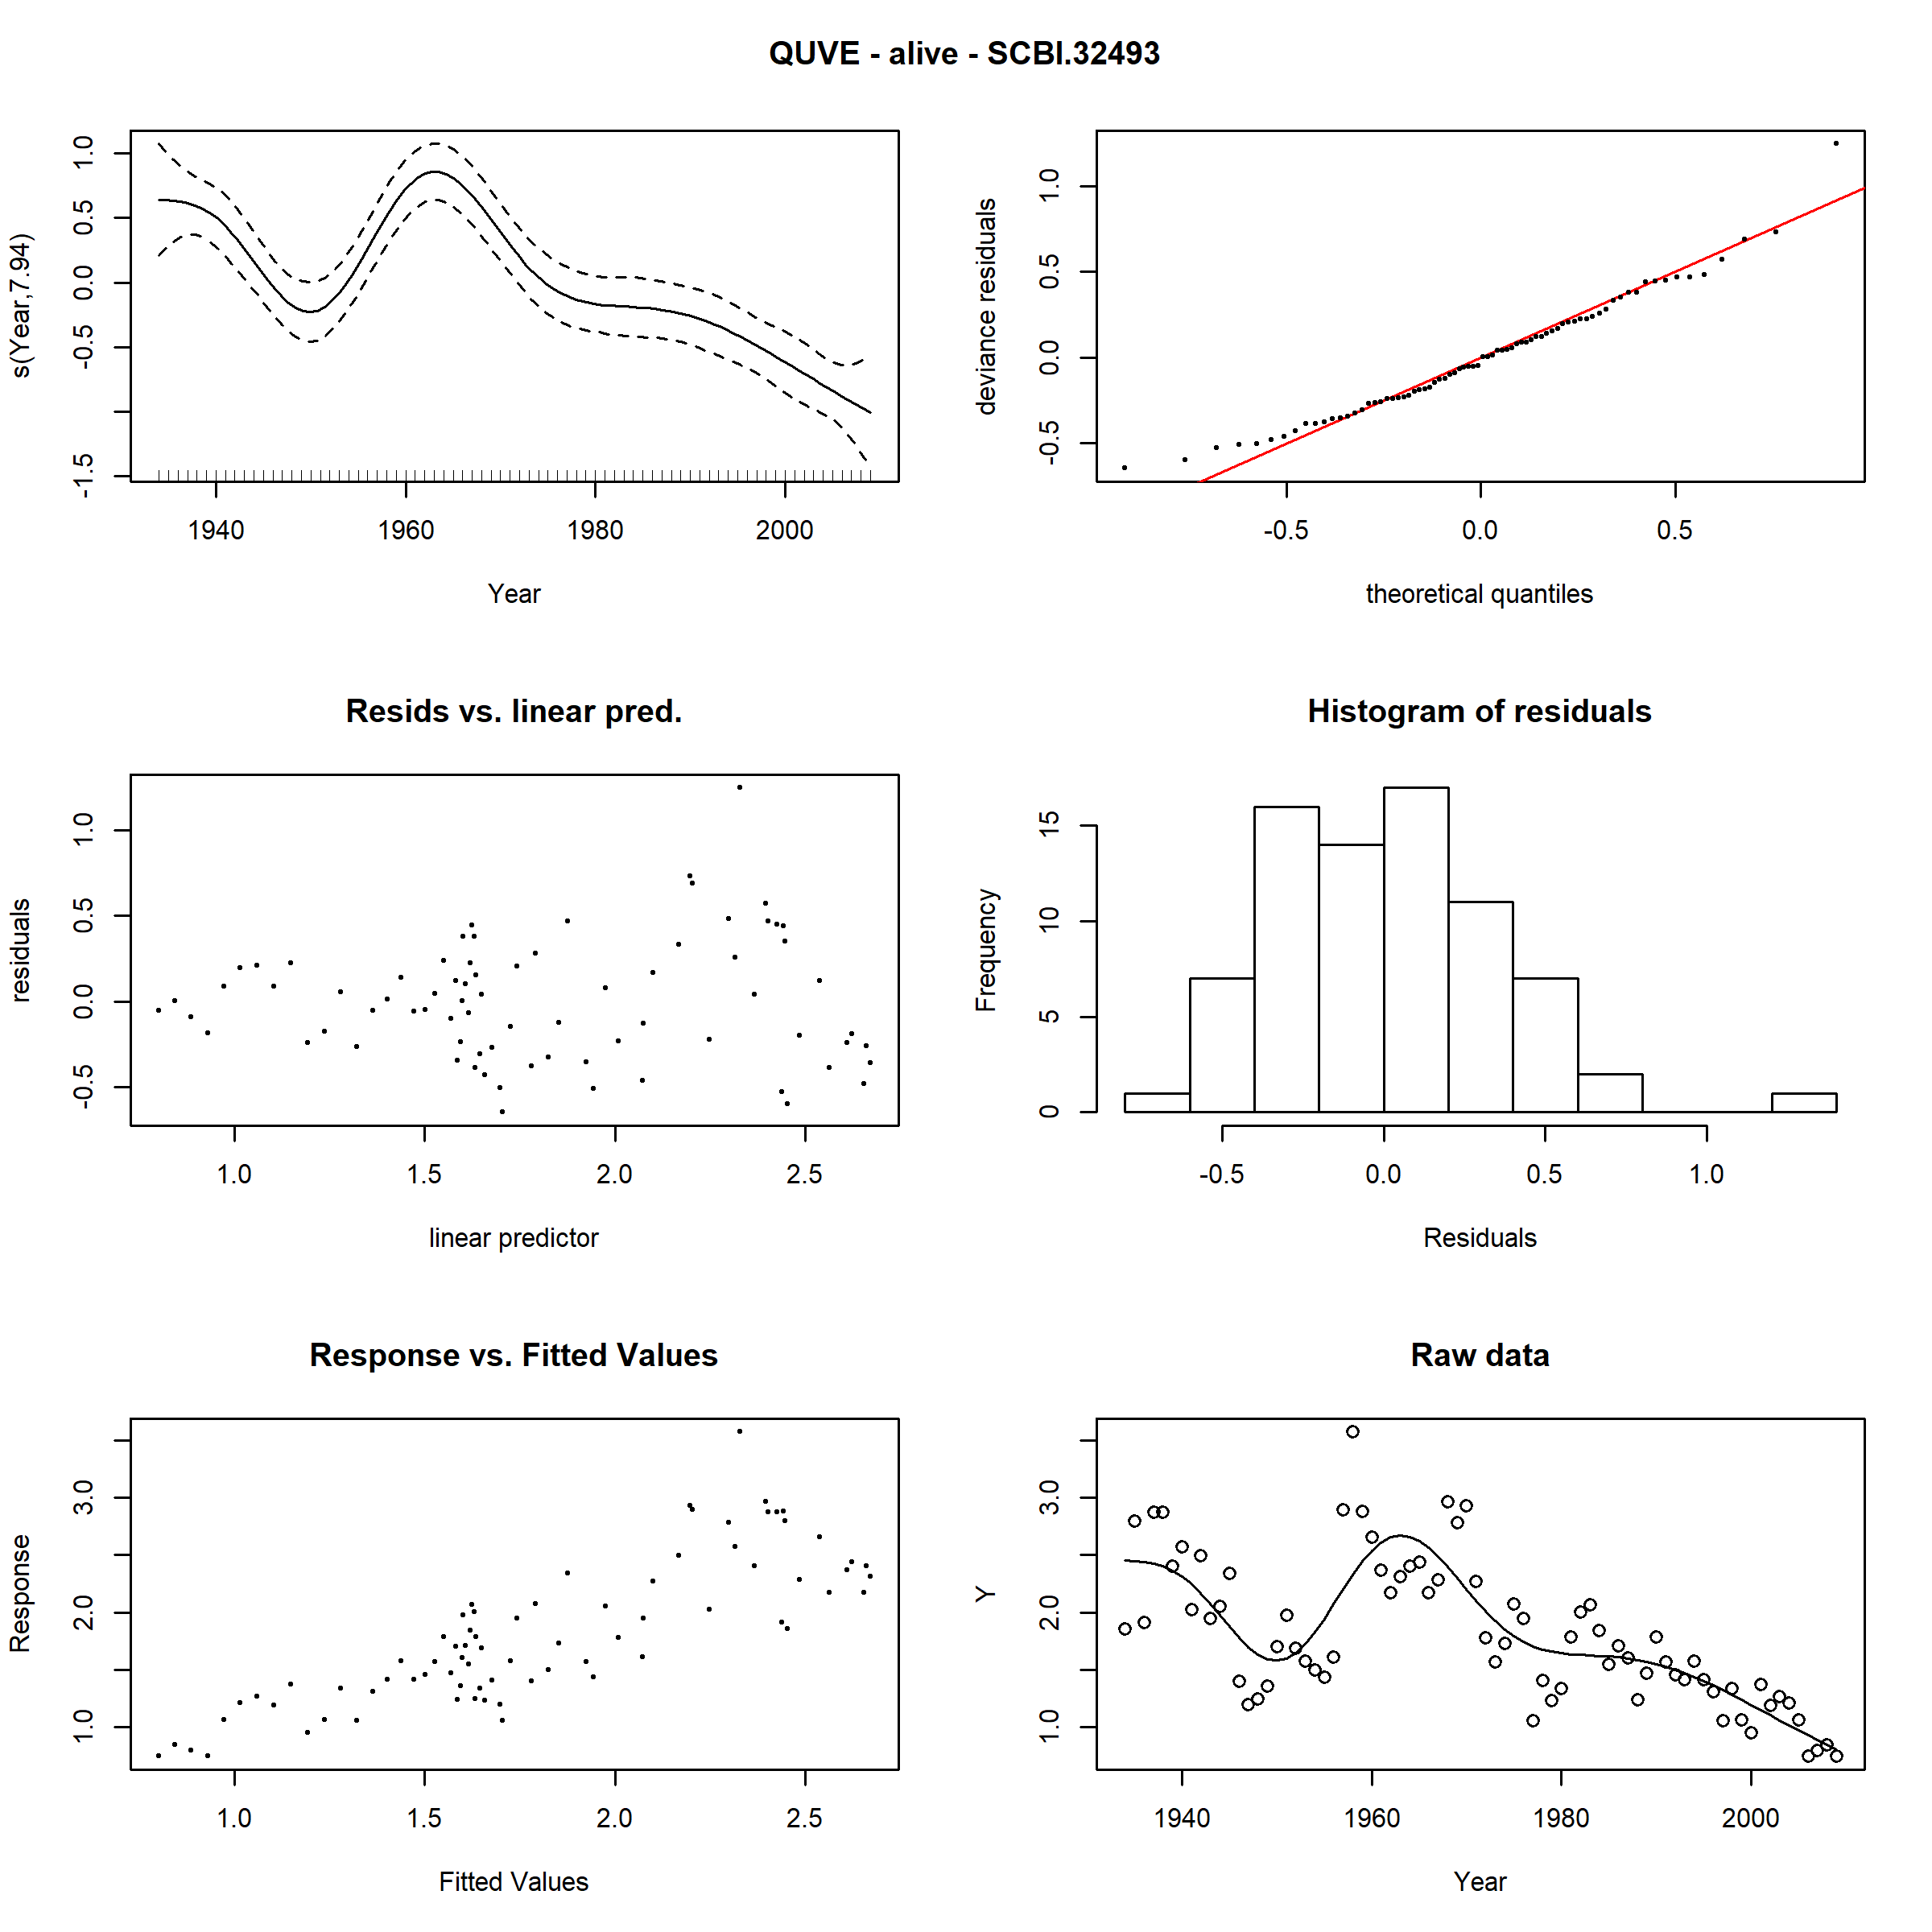 QUVE - alive - SCBI.32493
s(Year,7.94)
1.0
0.5
0.0
-0.5
-1.5
1940 1960 1980 2000
Year
deviance residuals
1.0
0.5
0.0
-0.5
-0.5 0.0 0.5
theoretical quantiles
Resids vs. linear pred.
residuals
1.0
0.5
0.0
-0.5
1.0 1.5 2.0 2.5
linear predictor
Histogram of residuals
Frequency
15
10
5
0
-0.5 0.0 0.5 1.0
Residuals
Response vs. Fitted Values
Response
3.0
2.0
1.0
1.0 1.5 2.0 2.5
Fitted Values
Raw data
Y
3.0
2.0
1.0
1940 1960 1980 2000
Year